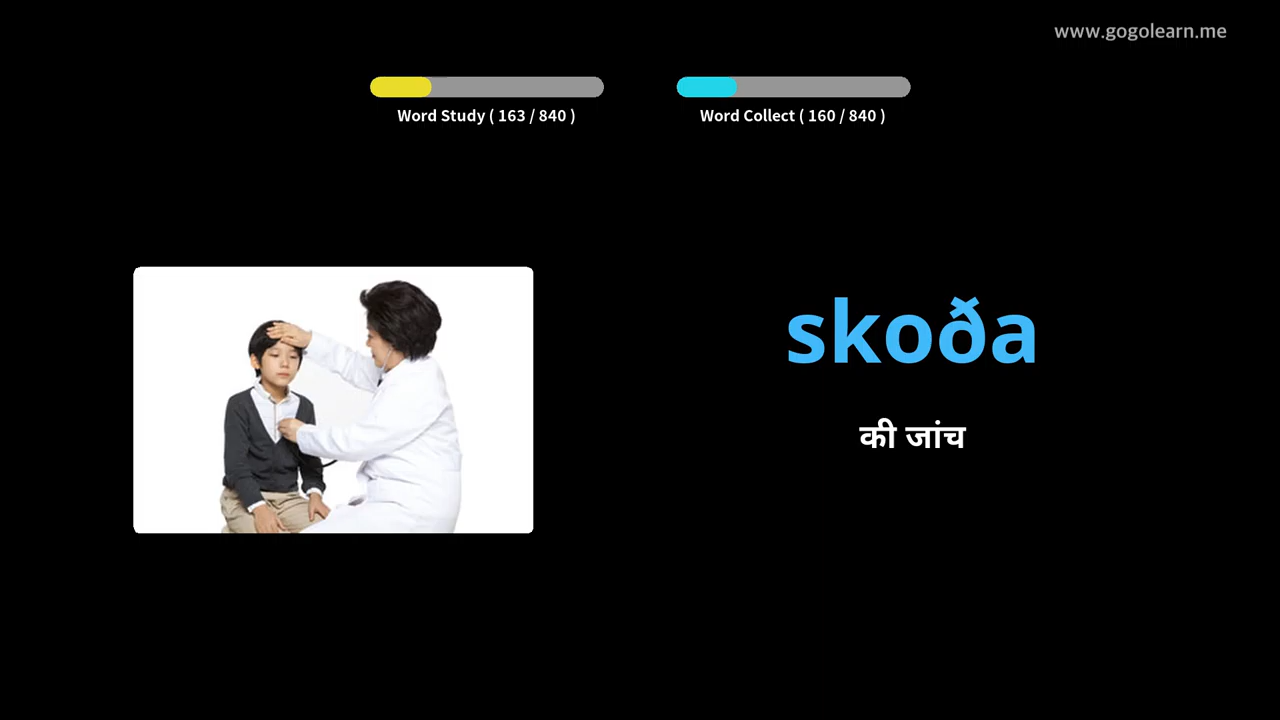 www.gogolearn.me
Word Study ( 163 / 840 )
Word Collect ( 160 / 840 )
skoða
की जांच